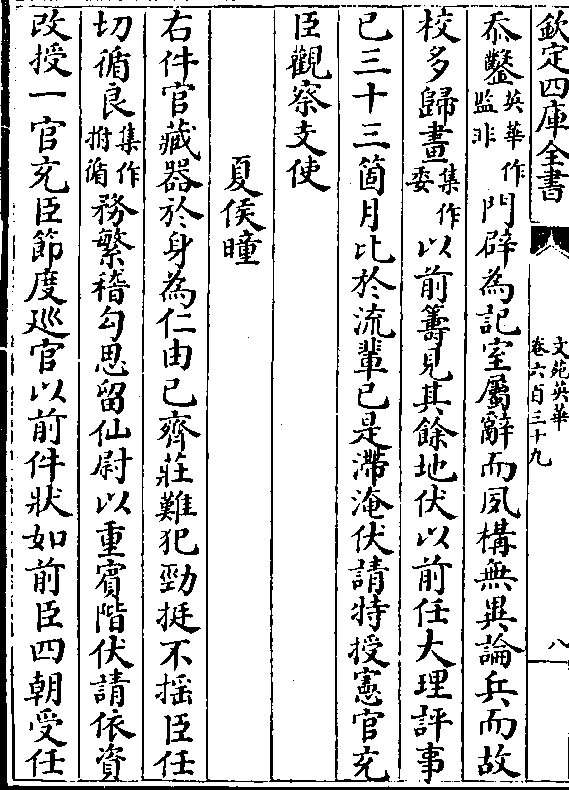 欽定四庫全書
文苑英華
卷六百三十九
八
忝鑿英華作監非門辟為記室屬辭而夙構無異論兵而故
校多歸畫集作委以前籌見其餘地伏以前任大理評事
已三十三箇月比於流輩已是滯淹伏請特授憲官充
臣觀察支使
夏侯曈
右件官藏器於身為仁由已齊莊難犯勁挺不揺臣任
切循良集作拊循務繁稽勾思留仙尉以重賓階伏請依資
改授一官充臣節度廵官以前件狀如前臣四朝受任